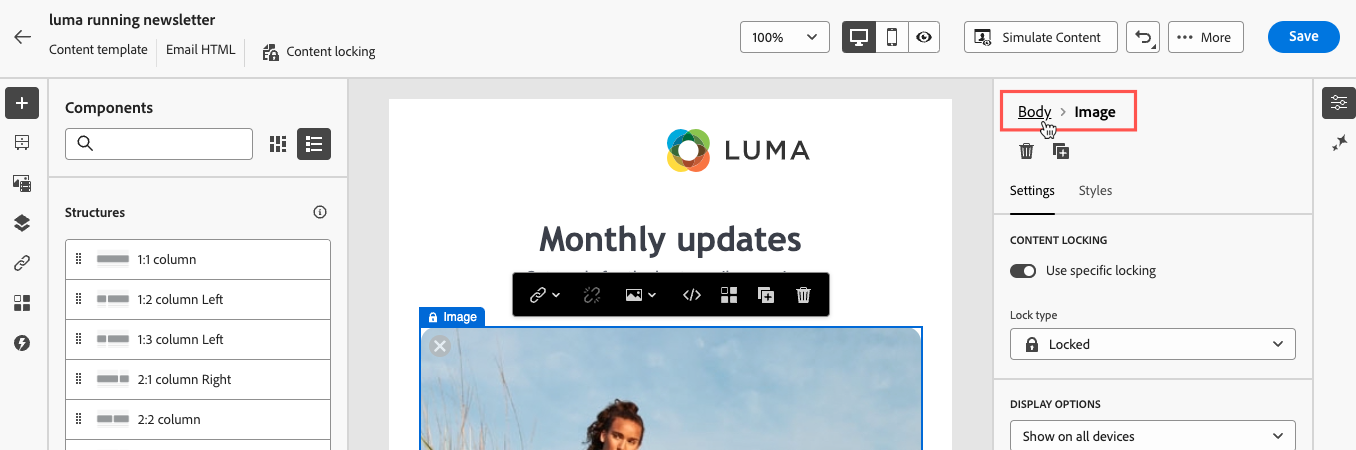 luma running newsletter
Content template
Email HTML
Content locking
100%
Simulate Content
More
Save
Components
Structures
1:1 column
1:2 column Left
1:3 column Left
2:1 column Right
2:2 column
LUMA
Monthly updates
Image
Body > Image
Settings
Styles
CONTENT LOCKING
Use specific locking
Lock type
Locked
DISPLAY OPTIONS
Show on all devices